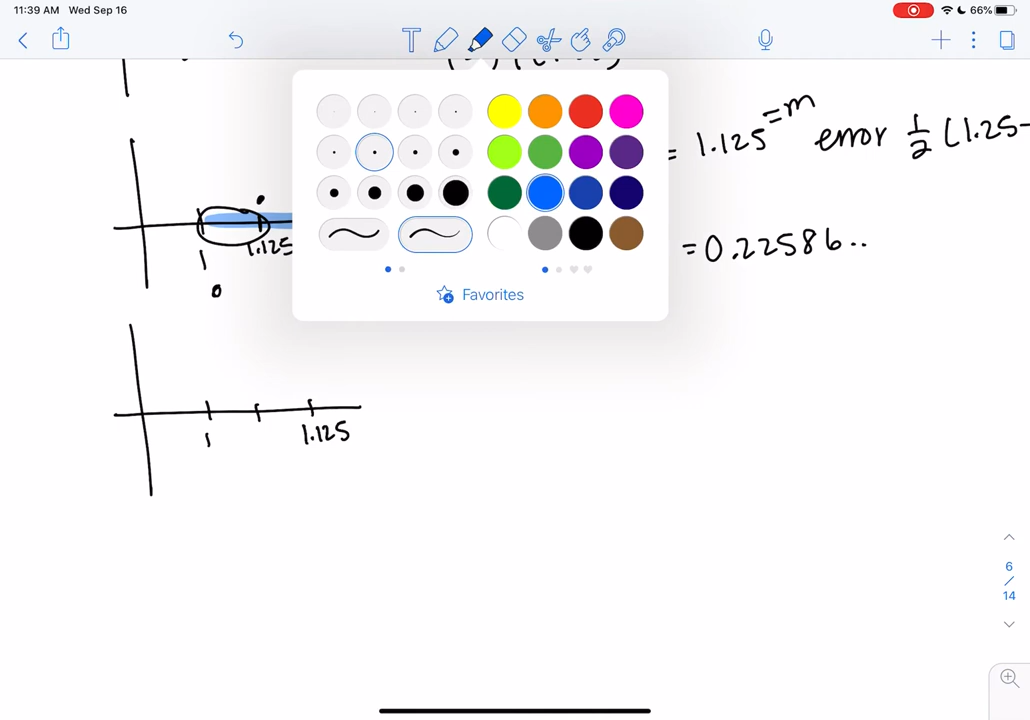 11:39 AM Wed Sep 16
66%
T
= 1.125 = m error 1/2 (1.25-
1
1.125
= 0.22586..
Favorites
1
1.125
6
/
14